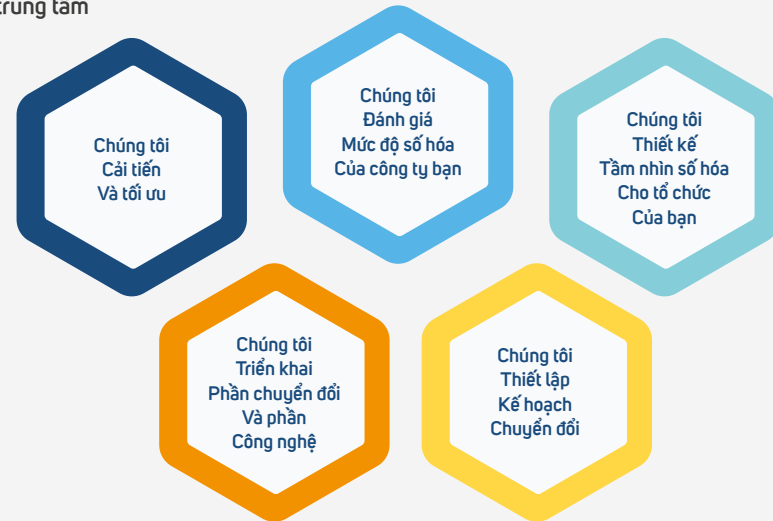 trung tâm
Chúng tôi
Cải tiến
Và tối ưu
Chúng tôi
Đánh giá
Mức độ số hóa
Của công ty bạn
Chúng tôi
Thiết kế
Tầm nhìn số hóa
Cho tổ chức
Của bạn
Chúng tôi
Triển khai
Phần chuyển đổi
Và phần
Công nghệ
Chúng tôi
Thiết lập
Kế hoạch
Chuyển đổi